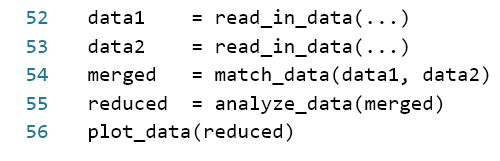 52 data1 = read_in_data(...)
53 data2 = read_in_data(...)
54 merged = match_data(data1, data2)
55 reduced = analyze_data(merged)
56 plot_data(reduced)